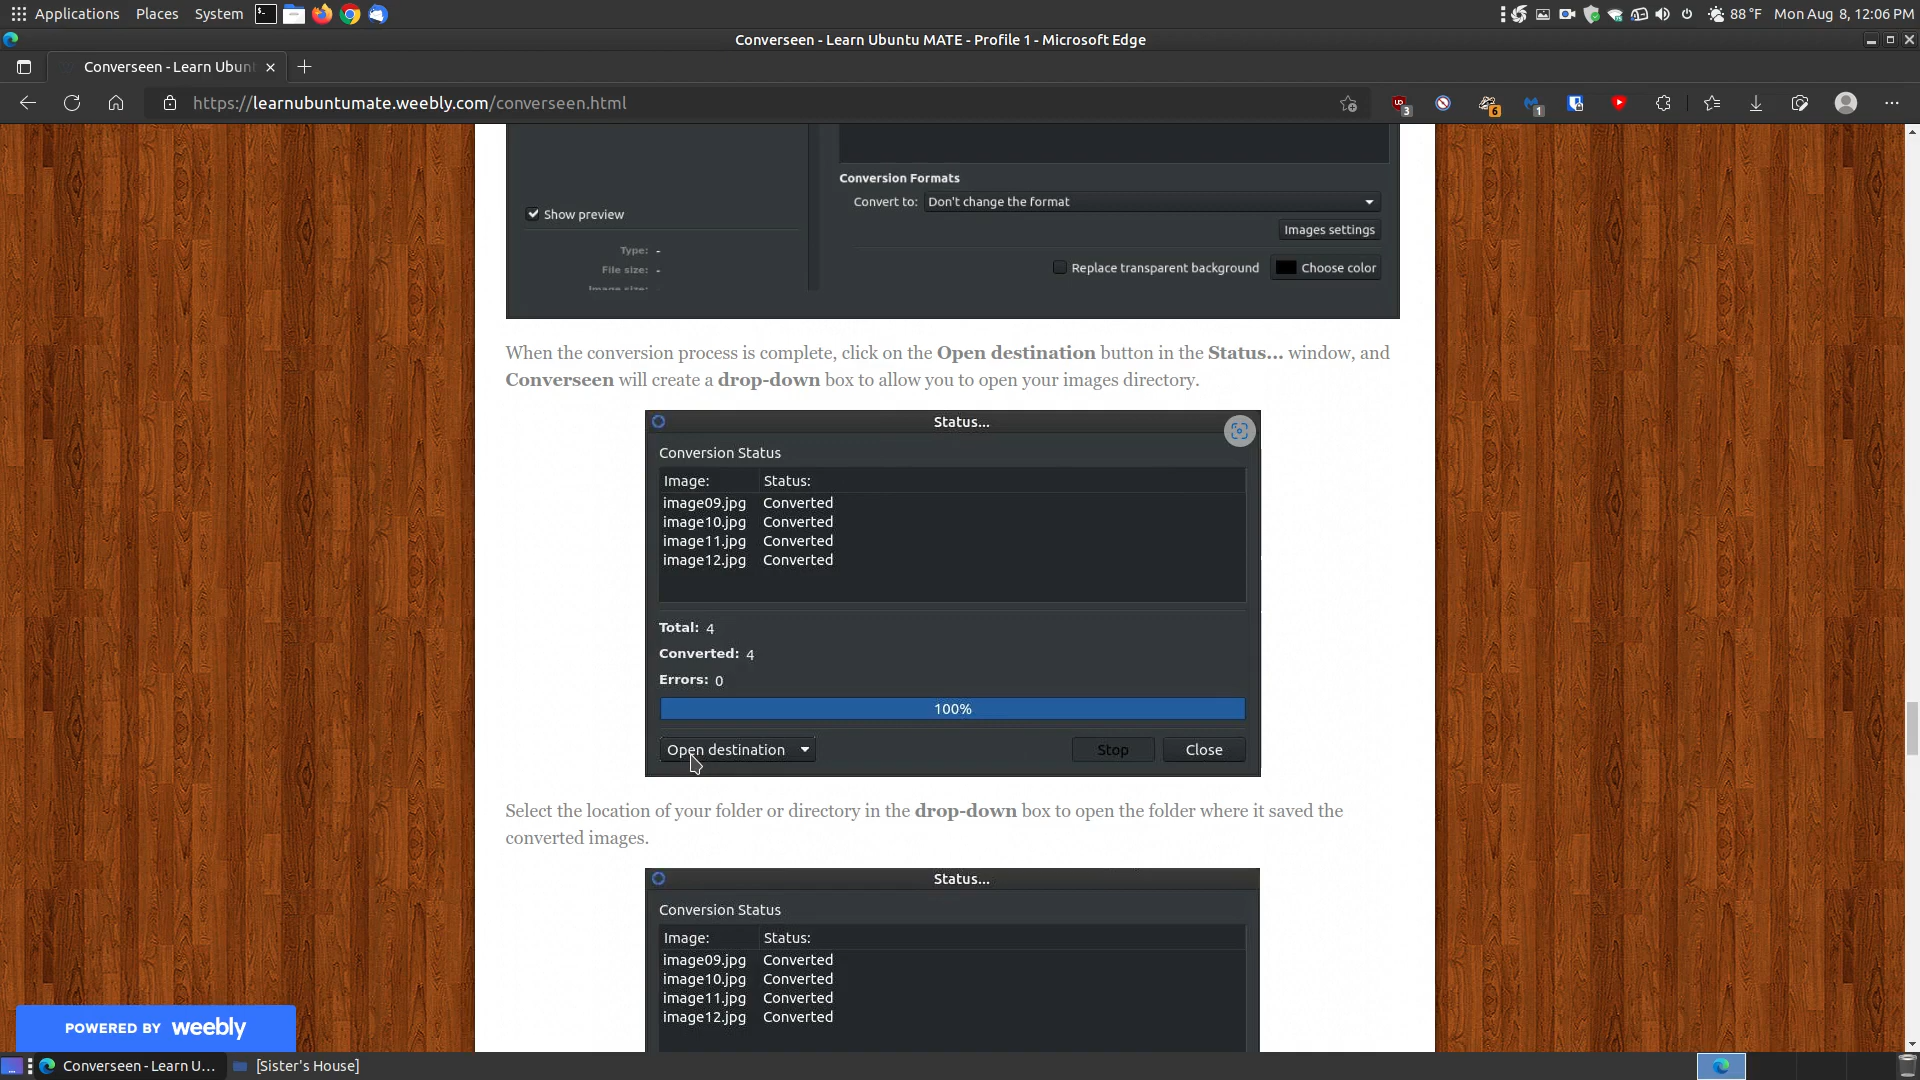 Applications Places System 88 °F Mon Aug 8, 12:06 PM
Converseen - Learn Ubuntu MATE - Profile 1 - Microsoft Edge
Converseen - Learn Ubun
https://learnubuntumate.weebly.com/converseen.html
3
6
1
Conversion Formats
Convert to: Don't change the format
Show preview
Images settings
Type: -
File size: -
Replace transparent background Choose color
Image size:
When the conversion process is complete, click on the Open destination button in the Status... window, and
Converseen will create a drop-down box to allow you to open your images directory.
Status...
Conversion Status
Image: Status:
image09.jpg Converted
image10.jpg Converted
image11.jpg Converted
image12.jpg Converted
Total: 4
Converted: 4
Errors: 0
100%
Open destination Stop Close
Select the location of your folder or directory in the drop-down box to open the folder where it saved the
converted images.
Status...
Conversion Status
Image: Status:
image09.jpg Converted
image10.jpg Converted
image11.jpg Converted
image12.jpg Converted
POWERED BY weebly
Converseen - Learn U... [Sister's House]